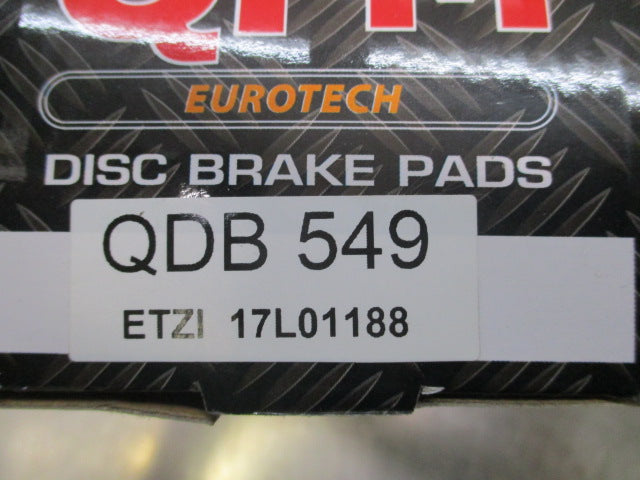 EUROTECH
DISC BRAKE PADS
QDB 549
ETZI 17L01188